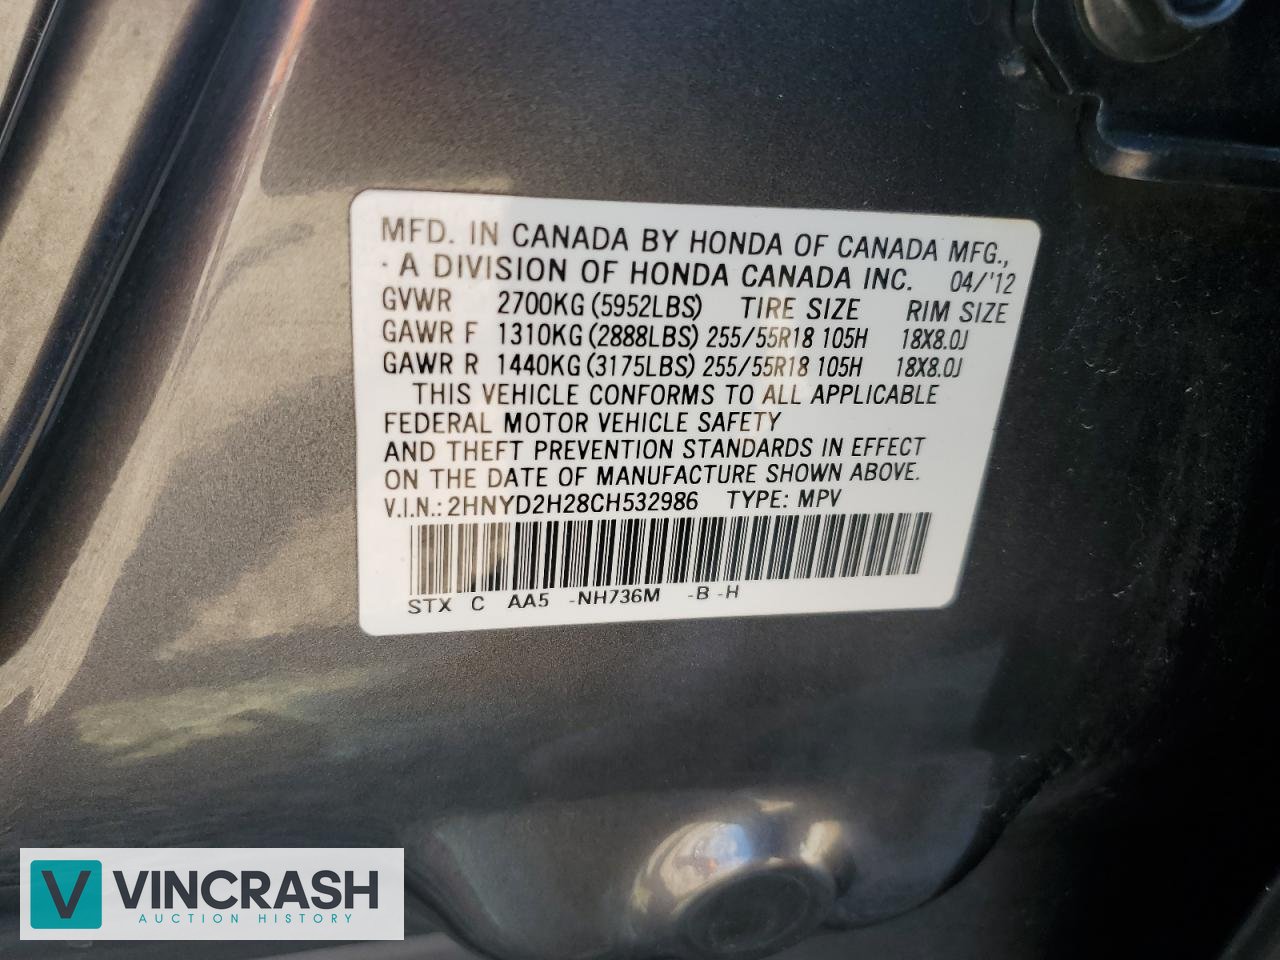 MFD. IN CANADA BY HONDA OF CANADA MFG.,
· A DIVISION OF HONDA CANADA INC. 04/'12
GVWR 2700KG (5952LBS) TIRE SIZE RIM SIZE
GAWR F 1310KG (2888LBS) 255/55R18 105H 18X8.0J
GAWR R 1440KG (3175LBS) 255/55R18 105H 18X8.0J
THIS VEHICLE CONFORMS TO ALL APPLICABLE
FEDERAL MOTOR VEHICLE SAFETY
AND THEFT PREVENTION STANDARDS IN EFFECT
ON THE DATE OF MANUFACTURE SHOWN ABOVE.
V.I.N.: 2HNYD2H28CH532986 TYPE: MPV
STX C AA5 -NH736M -B -H
V VINCRASH
AUCTION HISTORY